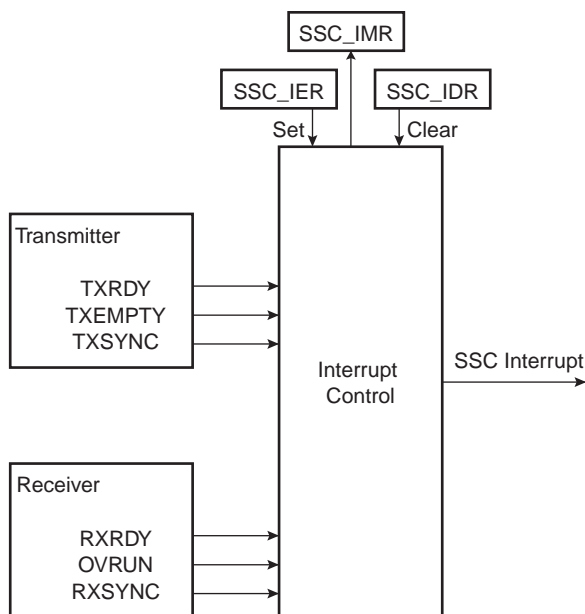 SSC_IMR
SSC_IER
SSC_IDR
Set
Clear
Transmitter
TXRDY
TXEMPTY
TXSYNC
Interrupt
Control
SSC Interrupt
Receiver
RXRDY
OVRUN
RXSYNC